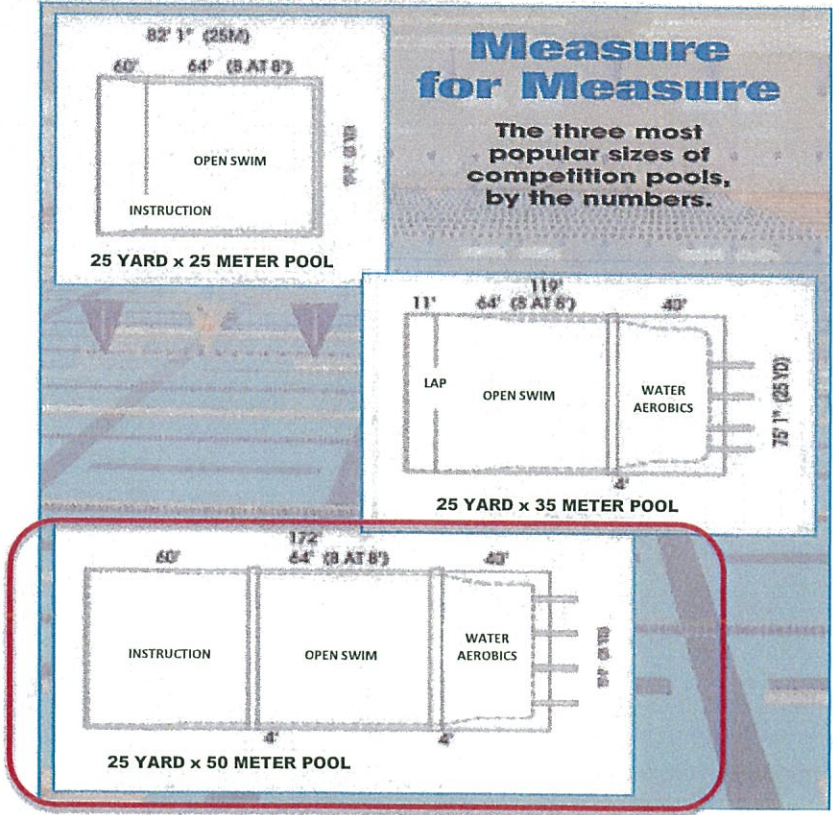 Measure
for Measure
The three most
popular sizes of
competition pools,
by the numbers.
82' 1" (25M)
60' 64' (8 AT 8')
OPEN SWIM
INSTRUCTION
25 YARD x 25 METER POOL
119'
11' 64' (8 AT 8') 40'
LAP
OPEN SWIM
WATER
AEROBICS
75' 1" (25 YD)
4'
25 YARD x 35 METER POOL
172'
60' 64' (8 AT 8') 40'
INSTRUCTION
OPEN SWIM
WATER
AEROBICS
4' 4'
25 YARD x 50 METER POOL